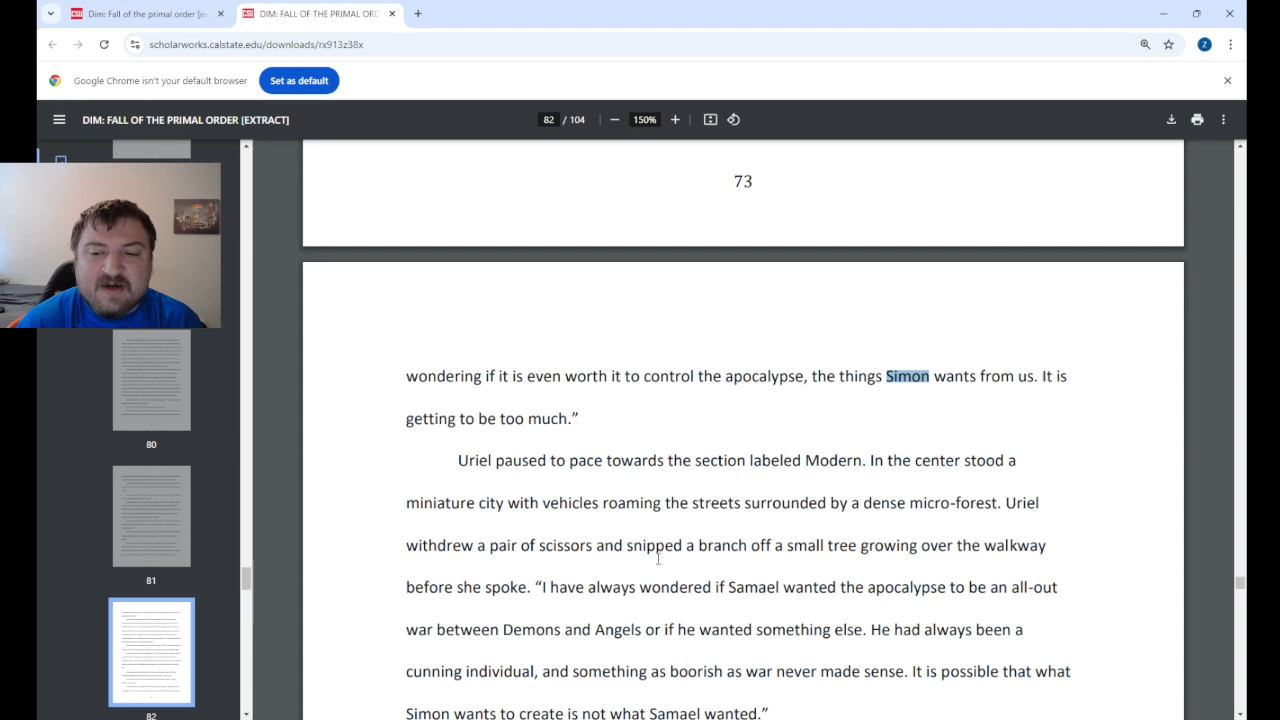 DIM: Fall of the primal order [ex
DIM: FALL OF THE PRIMAL ORD
scholarworks.calstate.edu/downloads/rx913z38x
Z
Google Chrome isn't your default browser
Set as default
DIM: FALL OF THE PRIMAL ORDER [EXTRACT]
82 / 104
150%
73
wondering if it is even worth it to control the apocalypse, the things Simon wants from us. It is
getting to be too much.”
Uriel paused to pace towards the section labeled Modern. In the center stood a
miniature city with vehicles roaming the streets surrounded by a dense micro-forest. Uriel
withdrew a pair of scissors and snipped a branch off a small tree growing over the walkway
before she spoke. “I have always wondered if Samael wanted the apocalypse to be an all-out
war between Demons and Angels or if he wanted something else. He had always been a
cunning individual, and something as boorish as war never made sense. It is possible that what
Simon wants to create is not what Samael wanted.”
80
81
82